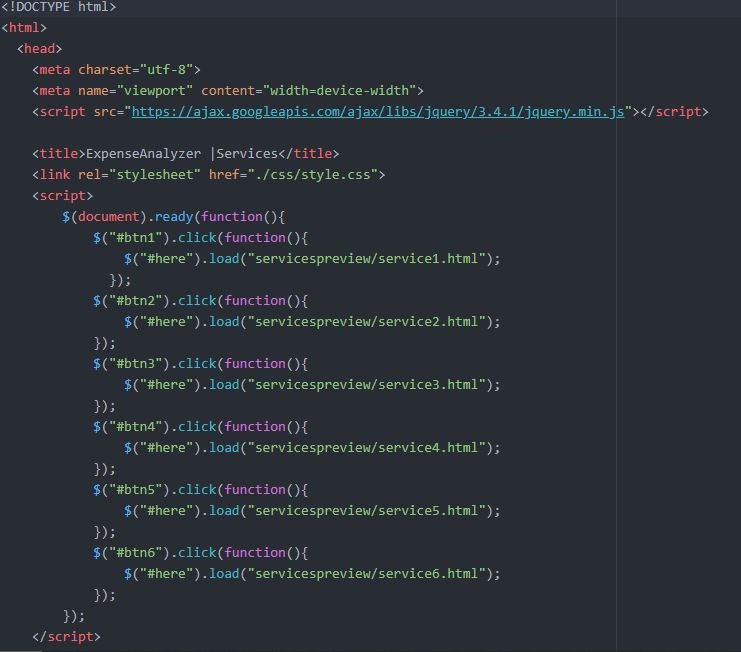 <!DOCTYPE html>
<html>
  <head>
    <meta charset="utf-8">
    <meta name="viewport" content="width=device-width">
    <script src="https://ajax.googleapis.com/ajax/libs/jquery/3.4.1/jquery.min.js"></script>

    <title>ExpenseAnalyzer |Services</title>
    <link rel="stylesheet" href="./css/style.css">
    <script>
        $(document).ready(function(){
            $("#btn1").click(function(){
                $("#here").load("servicespreview/service1.html");
              });
            $("#btn2").click(function(){
                $("#here").load("servicespreview/service2.html");
            });
            $("#btn3").click(function(){
                $("#here").load("servicespreview/service3.html");
            });
            $("#btn4").click(function(){
                $("#here").load("servicespreview/service4.html");
            });
            $("#btn5").click(function(){
                $("#here").load("servicespreview/service5.html");
            });
            $("#btn6").click(function(){
                $("#here").load("servicespreview/service6.html");
            });
        });
    </script>